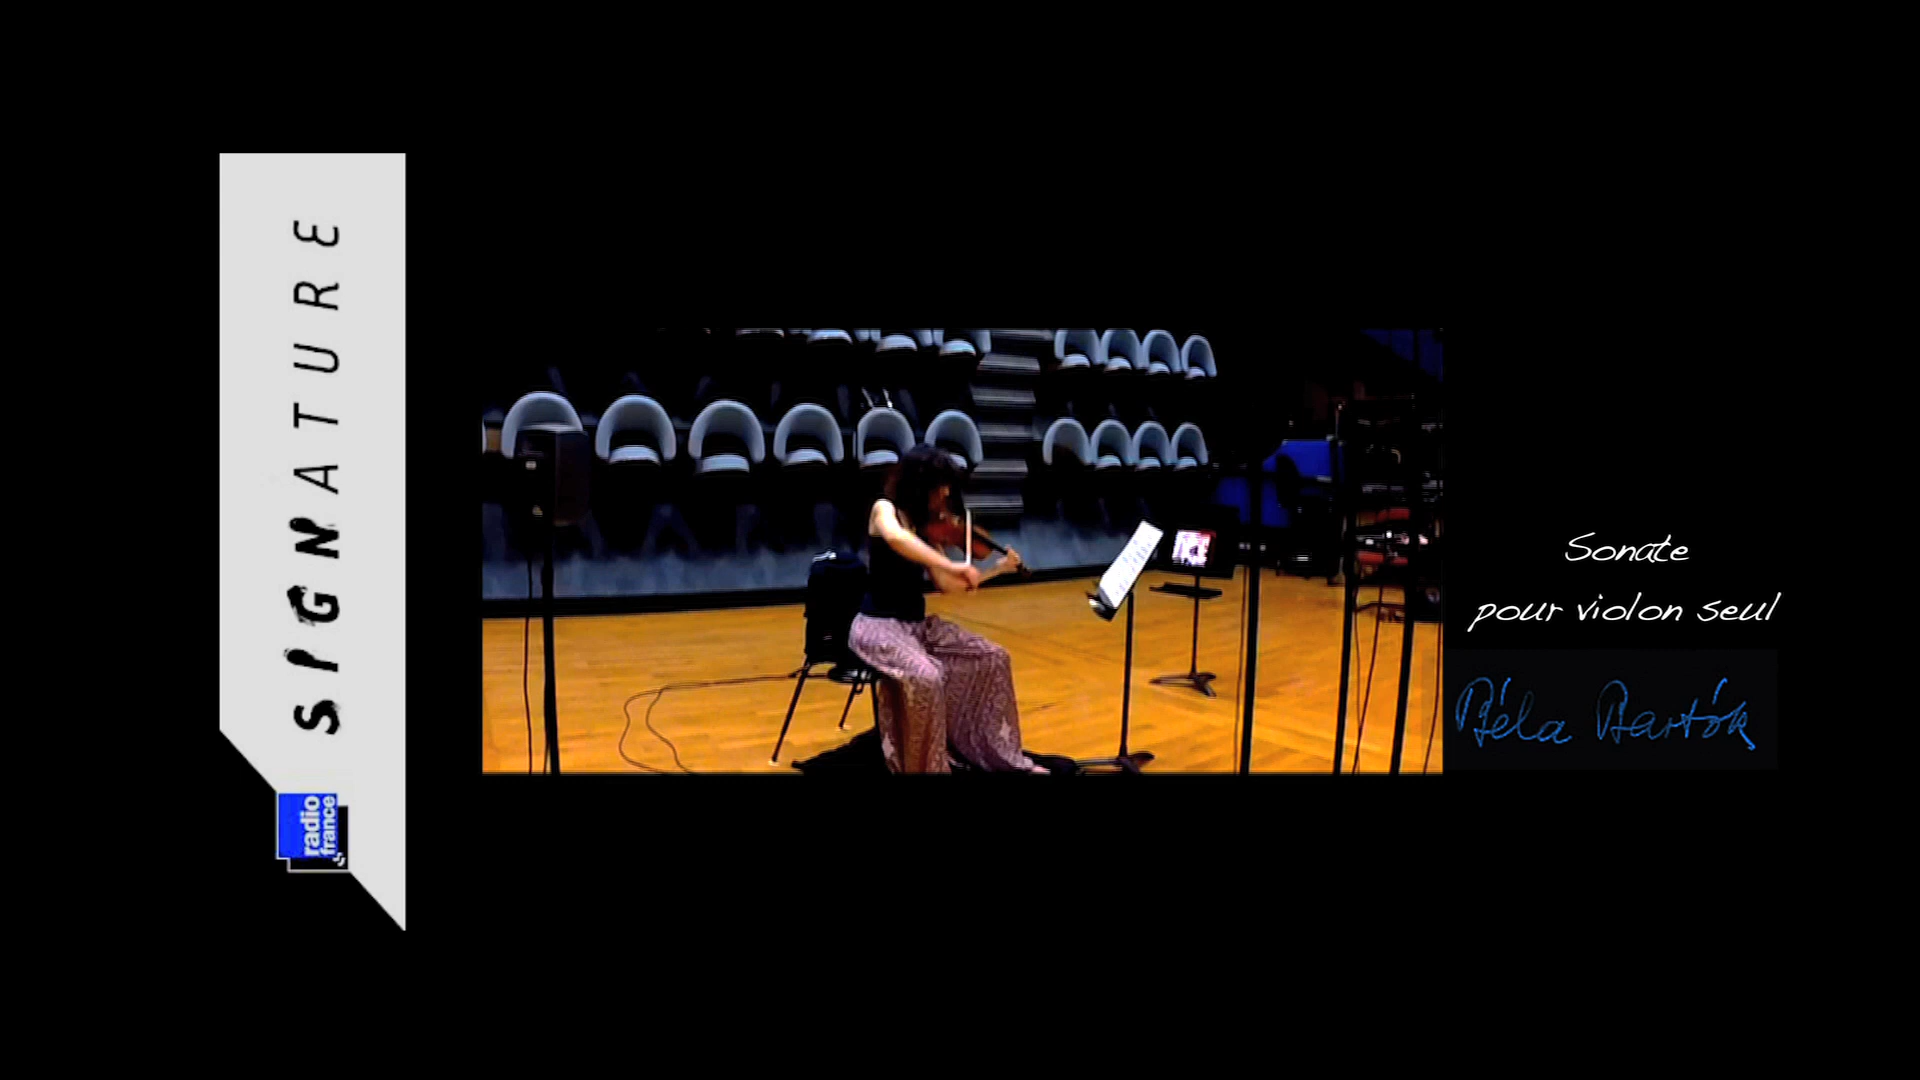 SIGNATURE
radio
france
Sonate
pour violon seul
Béla Bartók